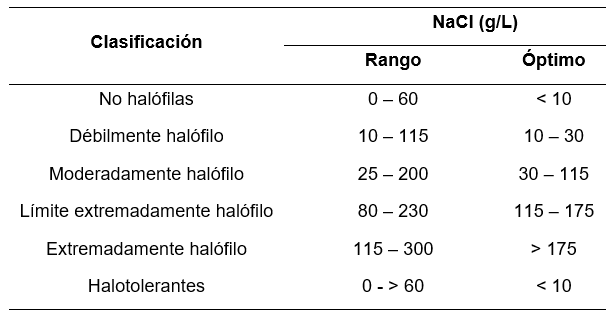 Clasificación NaCl (g/L)
Rango Óptimo
No halófilas 0 – 60 < 10
Débilmente halófilo 10 – 115 10 – 30
Moderadamente halófilo 25 – 200 30 – 115
Límite extremadamente halófilo 80 – 230 115 – 175
Extremadamente halófilo 115 – 300 > 175
Halotolerantes 0 - > 60 < 10